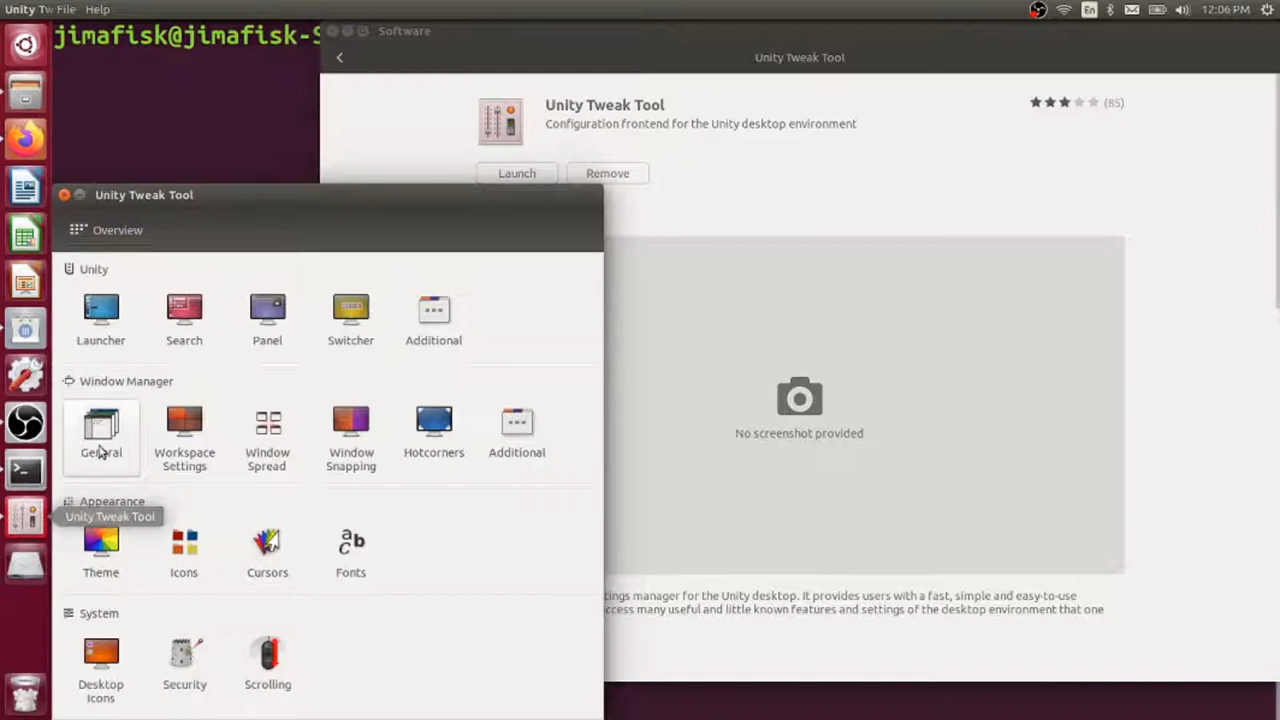 Unity Tw File Help
En
12:06 PM
jimafisk@jimafisk-S
Software
Unity Tweak Tool
Unity Tweak Tool
Configuration frontend for the Unity desktop environment
(85)
Launch
Remove
Unity Tweak Tool
Overview
Unity
Launcher
Search
Panel
Switcher
Additional
Window Manager
General
Workspace Settings
Window Spread
Window Snapping
Hotcorners
Additional
No screenshot provided
Appearance
Unity Tweak Tool
Theme
Icons
Cursors
Fonts
tings manager for the Unity desktop. It provides users with a fast, simple and easy-to-use
ccess many useful and little known features and settings of the desktop environment that one
System
Desktop Icons
Security
Scrolling